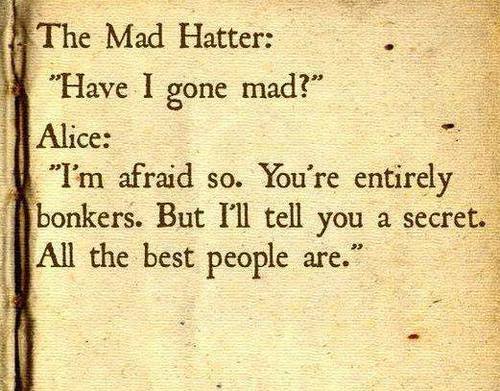 The Mad Hatter:
"Have I gone mad?"
Alice:
"I'm afraid so. You're entirely
bonkers. But I'll tell you a secret.
All the best people are."